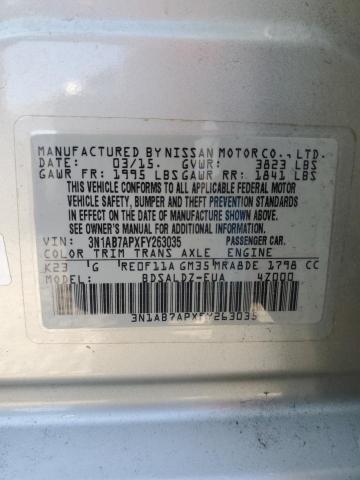 MANUFACTURED BY NISSAN MOTOR CO., LTD.
DATE: 03/15. GVWR: 3823 LBS
GAWR FR: 1995 LBS GAWR RR: 1841 LBS
THIS VEHICLE CONFORMS TO ALL APPLICABLE FEDERAL MOTOR
VEHICLE SAFETY, BUMPER AND THEFT PREVENTION STANDARDS
IN EFFECT ON THE DATE OF MANUFACTURE SHOWN ABOVE.
SEE OWNER'S MANUAL FOR ADDITIONAL INFORMATION.
VIN: 3N1AB7APXFY263035 PASSENGER CAR.
COLOR TRIM TRANS AXLE ENGINE
K23 G RE0F11A GM35 MRA8DE 1798 CC
MODEL: BDSALDZ-EUA 4Z000
3N1AB7APXFY263035